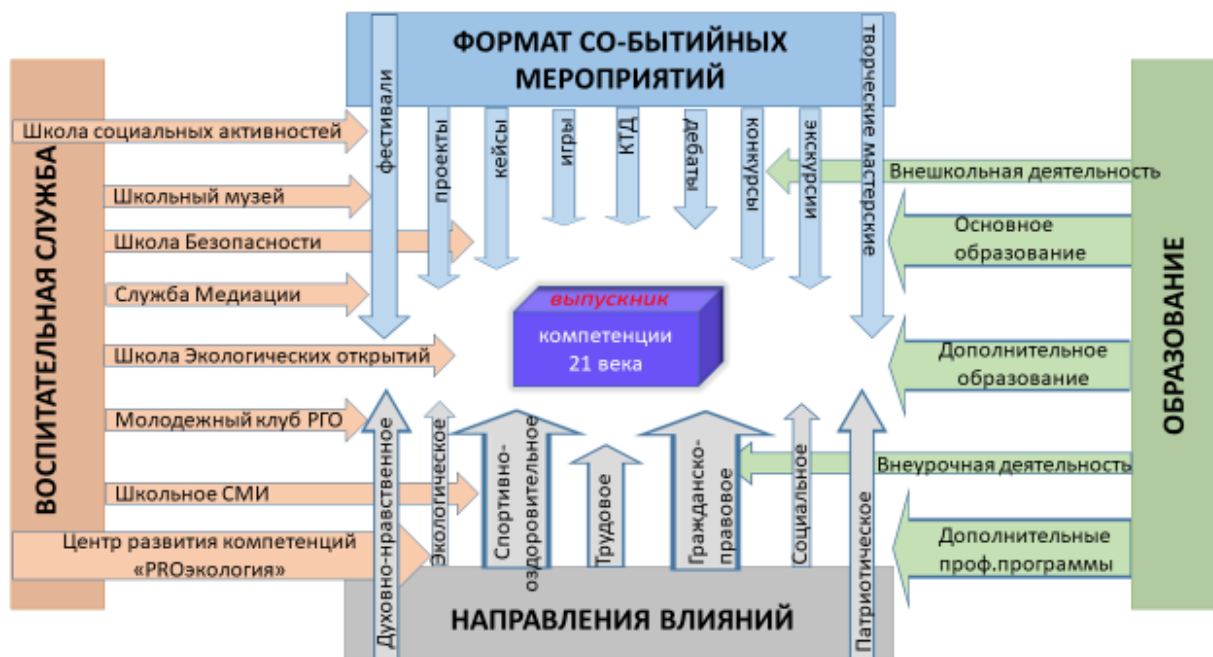 ФОРМАТ СО-БЫТИЙНЫХ
МЕРОПРИЯТИЙ
фестивали
проекты
кейсы
игры
КТД
дебаты
конкурсы
экскурсии
творческие мастерские
ВОСПИТАТЕЛЬНАЯ СЛУЖБА
Школа социальных активностей
Школьный музей
Школа Безопасности
Служба Медиации
Школа Экологических открытий
Молодежный клуб РГО
Школьное СМИ
Центр развития компетенций
«PROэкология»
выпускник
компетенции
21 века
ОБРАЗОВАНИЕ
Внешкольная деятельность
Основное
образование
Дополнительное
образование
Внеурочная деятельность
Дополнительные
проф.программы
Духовно-нравственное
Экологическое
Спортивно-
оздоровительное
Трудовое
Гражданско-
правовое
Социальное
Патриотическое
НАПРАВЛЕНИЯ ВЛИЯНИЙ